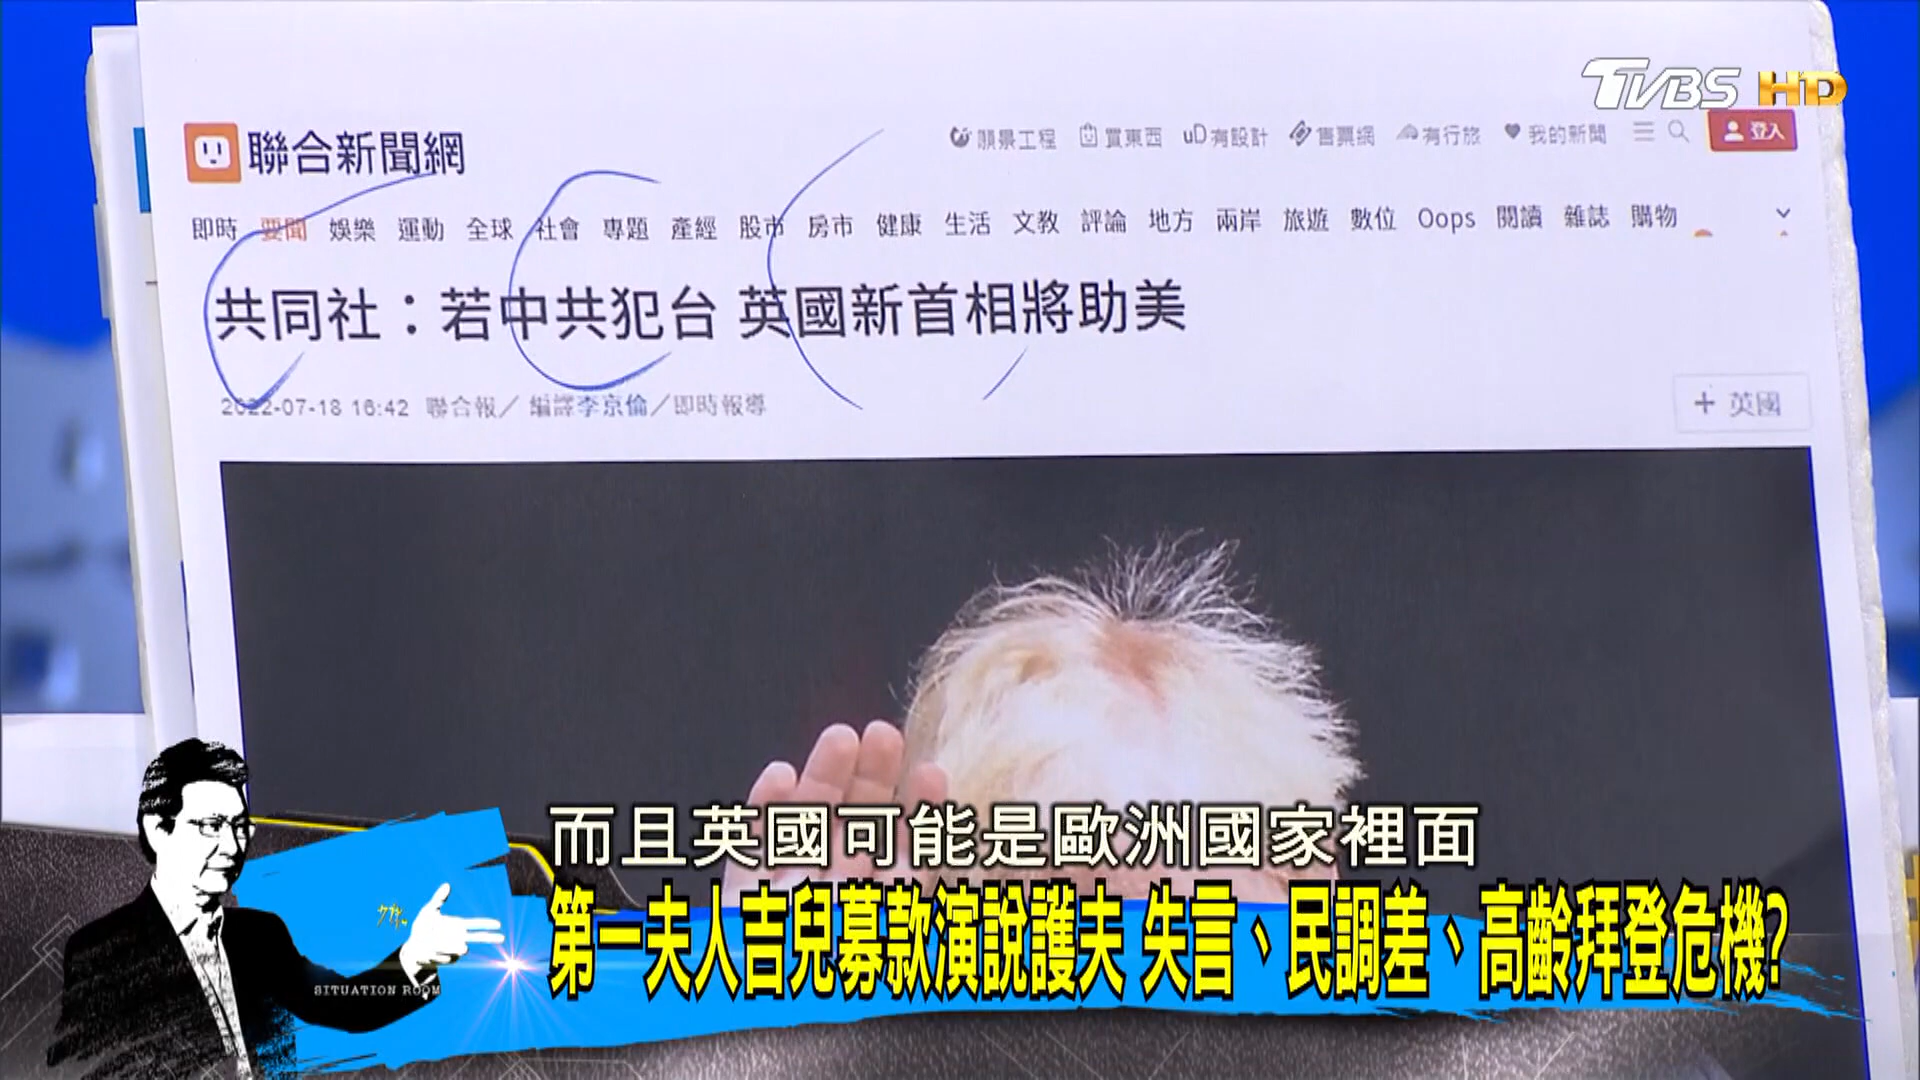 TVBS HD
聯合新聞網
願景工程 買東西 uD有設計 售票網 有行旅 我的新聞 登入
即時 要聞 娛樂 運動 全球 社會 專題 產經 股市 房市 健康 生活 文教 評論 地方 兩岸 旅遊 數位 Oops 閱讀 雜誌 購物
共同社：若中共犯台 英國新首相將助美
2022-07-18 16:42 聯合報／ 編譯李京倫／即時報導
+ 英國
而且英國可能是歐洲國家裡面
第一夫人吉兒募款演說護夫 失言、民調差、高齡拜登危機?
SITUATION ROOM